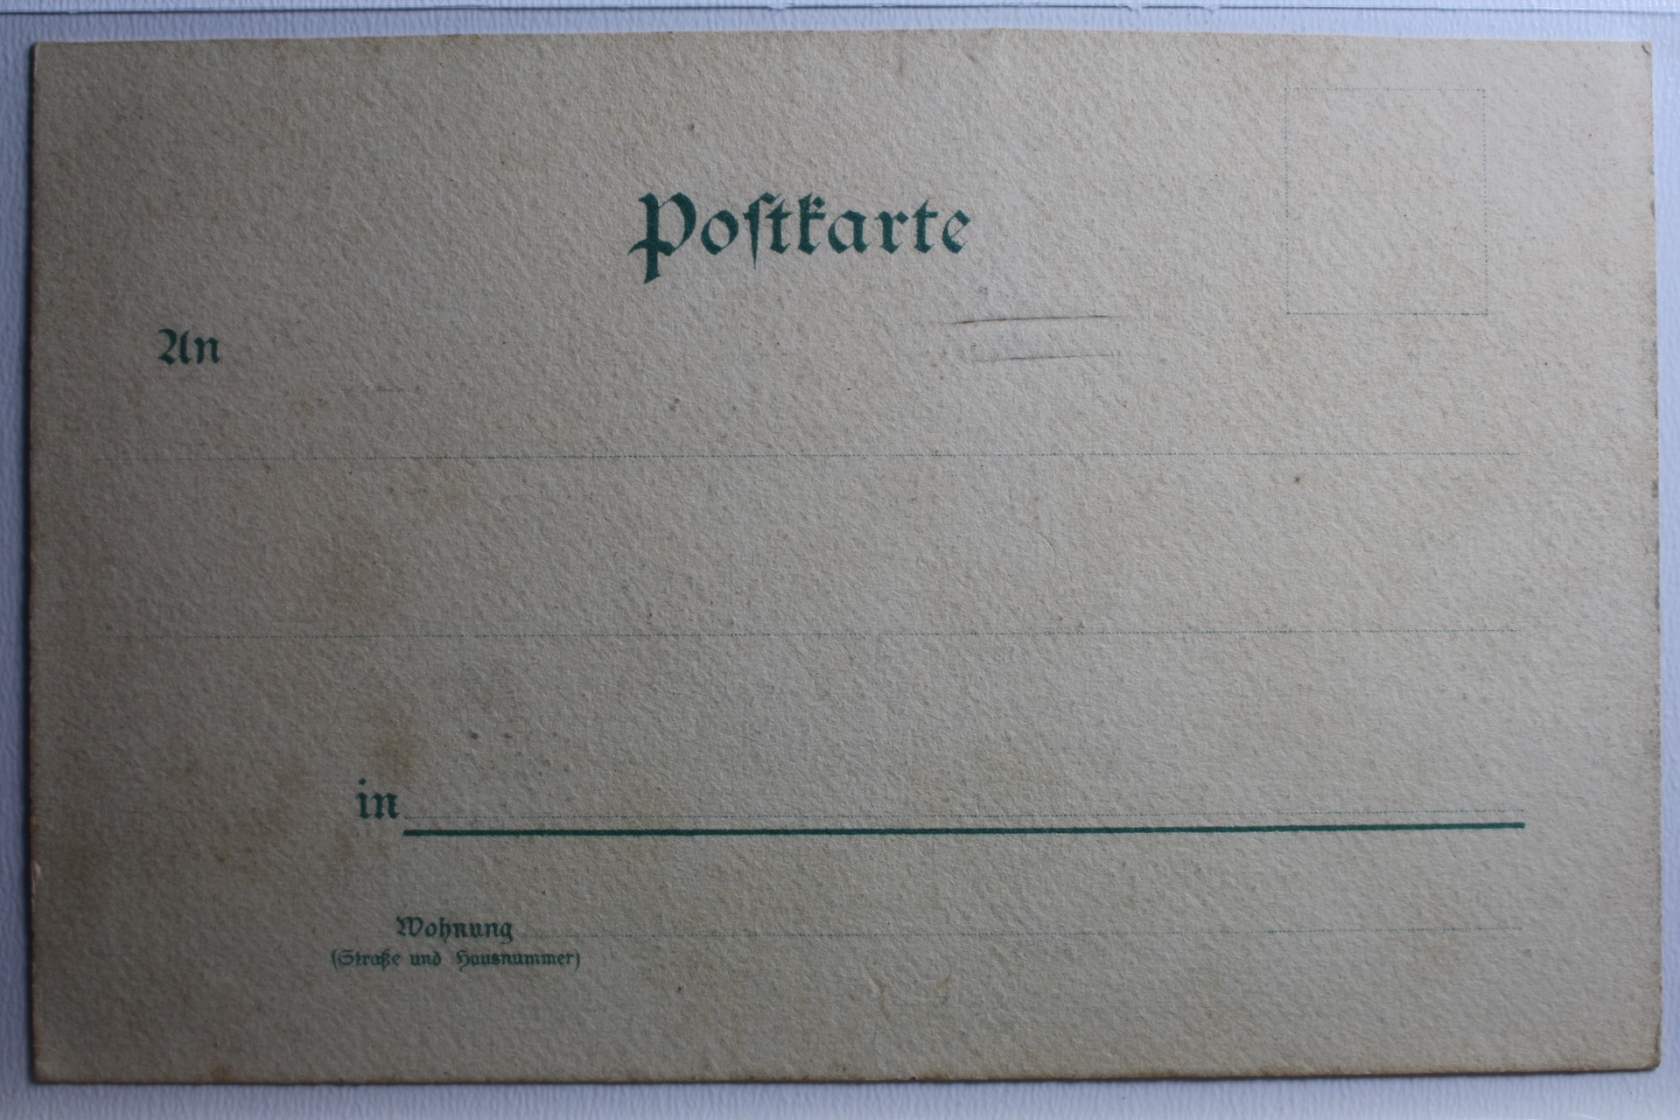 Poſtkarte
An
in
Wohnung
(Straße und Hausnummer)